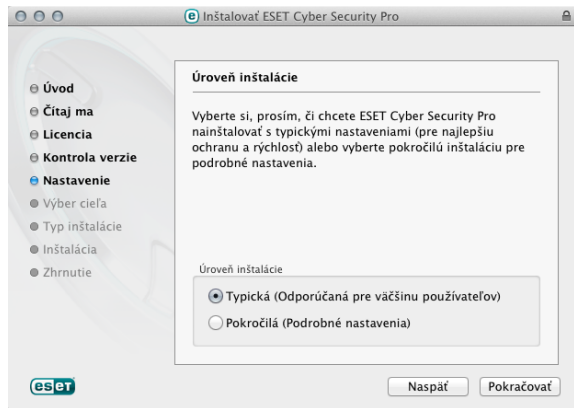 Inštalovať ESET Cyber Security Pro
Úvod
Čítaj ma
Licencia
Kontrola verzie
Nastavenie
Výber cieľa
Typ inštalácie
Inštalácia
Zhrnutie
Úroveň inštalácie
Vyberte si, prosím, či chcete ESET Cyber Security Pro
nainštalovať s typickými nastaveniami (pre najlepšiu
ochranu a rýchlosť) alebo vyberte pokročilú inštaláciu pre
podrobné nastavenia.
Úroveň inštalácie
Typická (Odporúčaná pre väčšinu používateľov)
Pokročilá (Podrobné nastavenia)
eset
Naspäť
Pokračovať